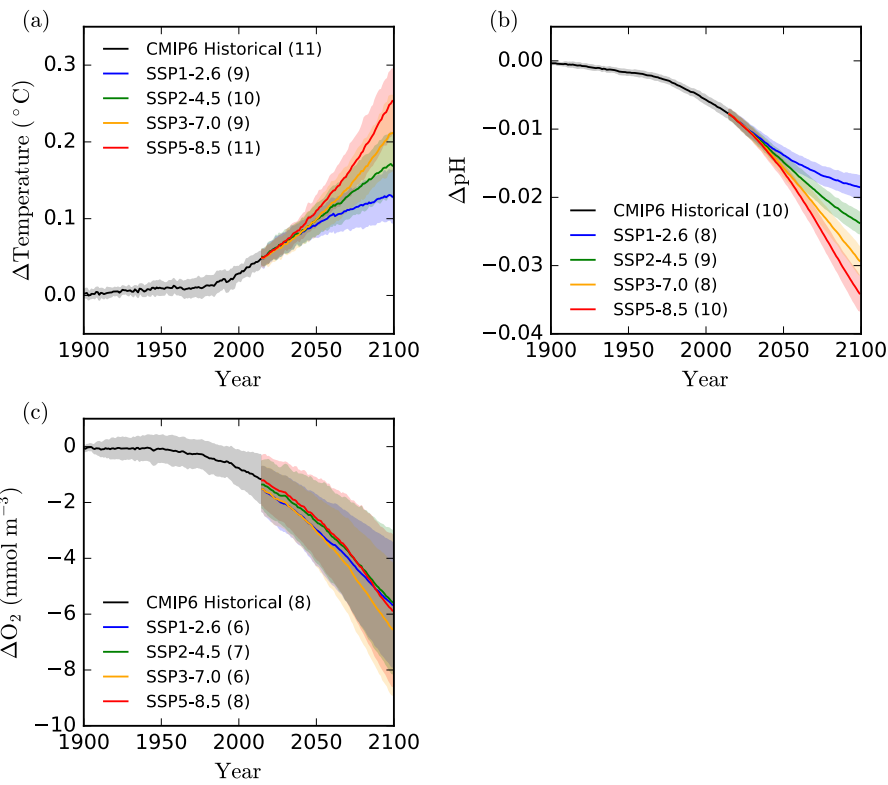 (a)
CMIP6 Historical (11)
SSP1-2.6 (9)
SSP2-4.5 (10)
SSP3-7.0 (9)
SSP5-8.5 (11)
0.3
0.2
0.1
0.0
ΔTemperature (°C)
1900 1950 2000 2050 2100
Year
(b)
0.00
−0.01
−0.02
−0.03
−0.04
ΔpH
CMIP6 Historical (10)
SSP1-2.6 (8)
SSP2-4.5 (9)
SSP3-7.0 (8)
SSP5-8.5 (10)
1900 1950 2000 2050 2100
Year
(c)
0
−2
−4
−6
−8
−10
ΔO₂ (mmol m⁻³)
CMIP6 Historical (8)
SSP1-2.6 (6)
SSP2-4.5 (7)
SSP3-7.0 (6)
SSP5-8.5 (8)
1900 1950 2000 2050 2100
Year